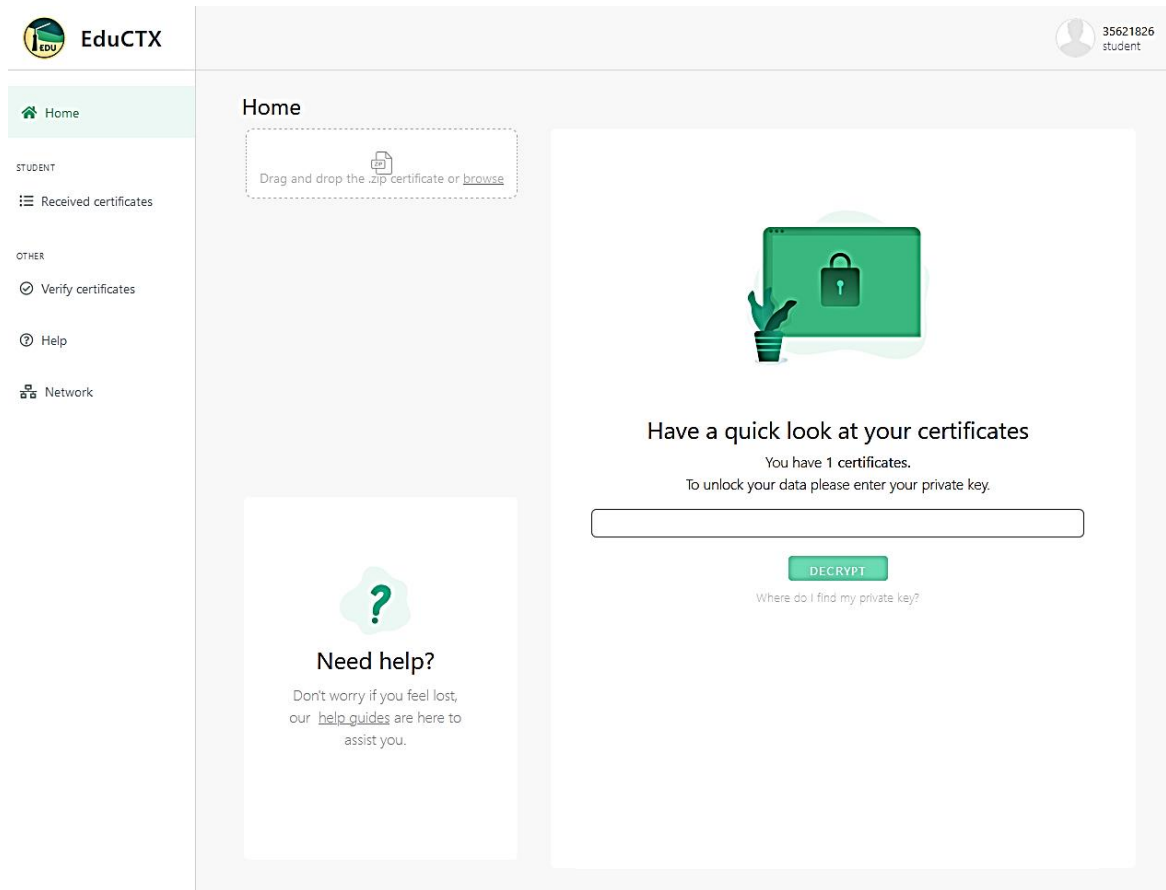 EDU
EduCTX
35621826
student
Home
STUDENT
Received certificates
OTHER
Verify certificates
Help
Network
Home
ZIP
Drag and drop the .zip certificate or browse
Need help?
Don't worry if you feel lost,
our help guides are here to
assist you.
Have a quick look at your certificates
You have 1 certificates.
To unlock your data please enter your private key.
DECRYPT
Where do I find my private key?